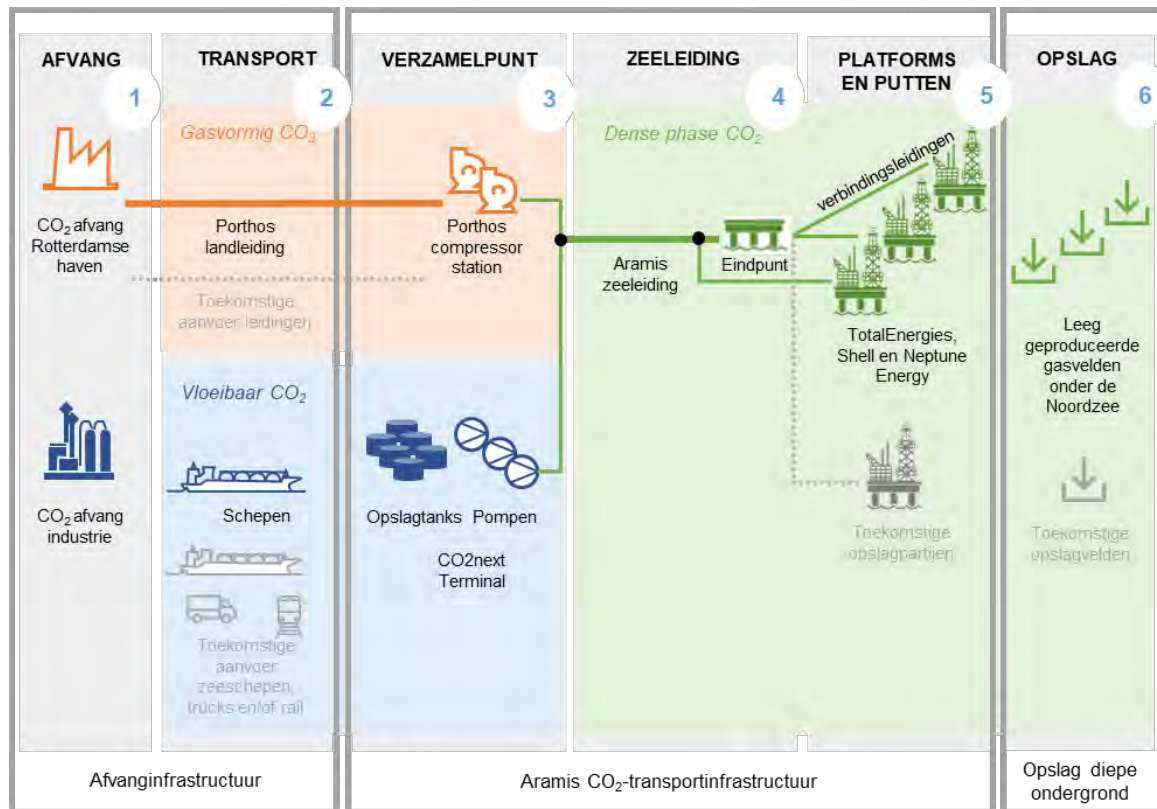 AFVANG
1
TRANSPORT
2
VERZAMELPUNT
3
ZEELEIDING
4
PLATFORMS
EN PUTTEN
5
OPSLAG
6
Gasvormig CO₂
Dense phase CO₂
verbindingsleidingen
CO₂ afvang
Rotterdamse
haven
Porthos
landleiding
Porthos
compressor
station
Aramis
zeeleiding
Eindpunt
Toekomstige
aanvoer leidingen
TotalEnergies,
Shell en Neptune
Energy
Leeg
geproduceerde
gasvelden
onder de
Noordzee
Vloeibaar CO₂
CO₂ afvang
industrie
Schepen
Opslagtanks
Pompen
CO2next
Terminal
Toekomstige
opslagpartijen
Toekomstige
opslagvelden
Toekomstige
aanvoer
zeeschepen,
trucks en/of rail
Afvanginfrastructuur
Aramis CO₂-transportinfrastructuur
Opslag diepe
ondergrond